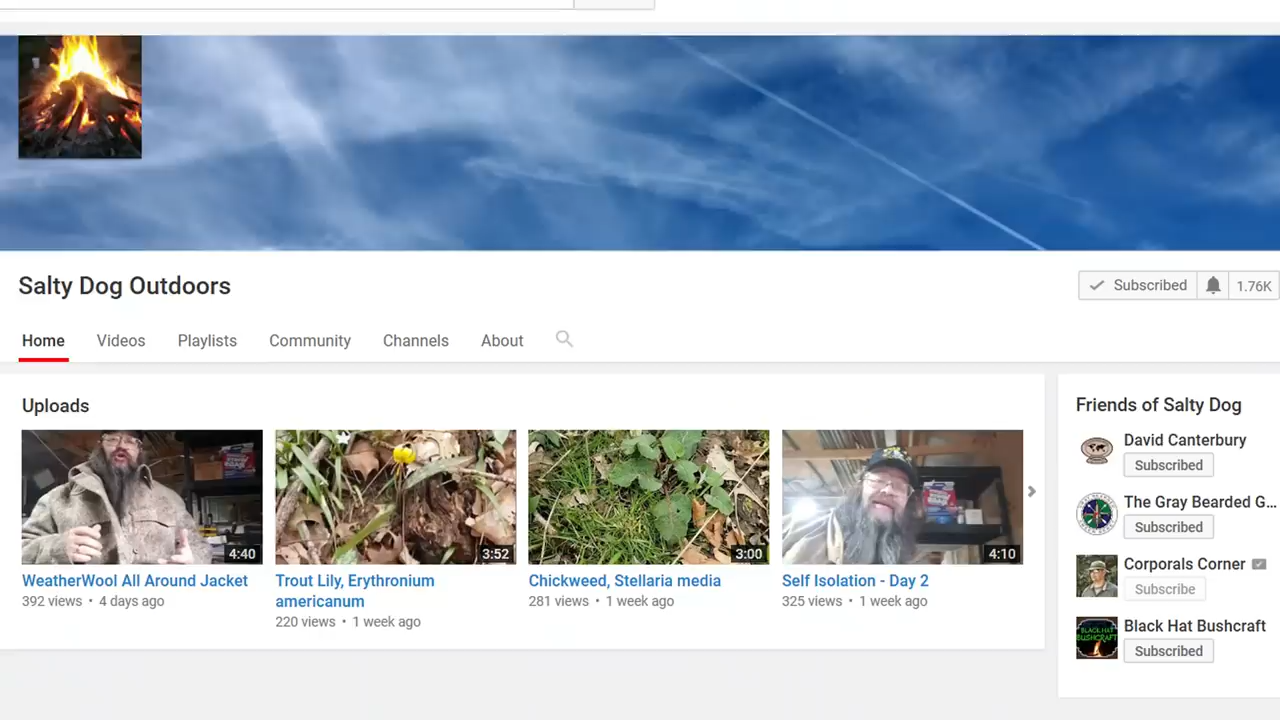 Salty Dog Outdoors
Subscribed
1.76K
Home
Videos
Playlists
Community
Channels
About
Uploads
4:40
3:52
3:00
4:10
WeatherWool All Around Jacket
392 views • 4 days ago
Trout Lily, Erythronium
americanum
220 views • 1 week ago
Chickweed, Stellaria media
281 views • 1 week ago
Self Isolation - Day 2
325 views • 1 week ago
Friends of Salty Dog
David Canterbury
Subscribed
The Gray Bearded G...
Subscribed
Corporals Corner
Subscribe
BLACK HAT
BUSHCRAFT
Black Hat Bushcraft
Subscribed